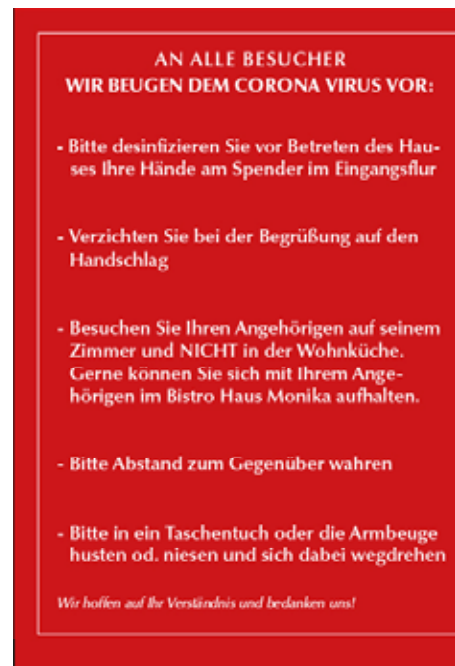 AN ALLE BESUCHER
WIR BEUGEN DEM CORONA VIRUS VOR:
- Bitte desinfizieren Sie vor Betreten des Hau-
ses Ihre Hände am Spender im Eingangsflur
- Verzichten Sie bei der Begrüßung auf den
Handschlag
- Besuchen Sie Ihren Angehörigen auf seinem
Zimmer und NICHT in der Wohnküche.
Gerne können Sie sich mit Ihrem Ange-
hörigen im Bistro Haus Monika aufhalten.
- Bitte Abstand zum Gegenüber wahren
- Bitte in ein Taschentuch oder die Armbeuge
husten od. niesen und sich dabei wegdrehen
Wir hoffen auf Ihr Verständnis und bedanken uns!